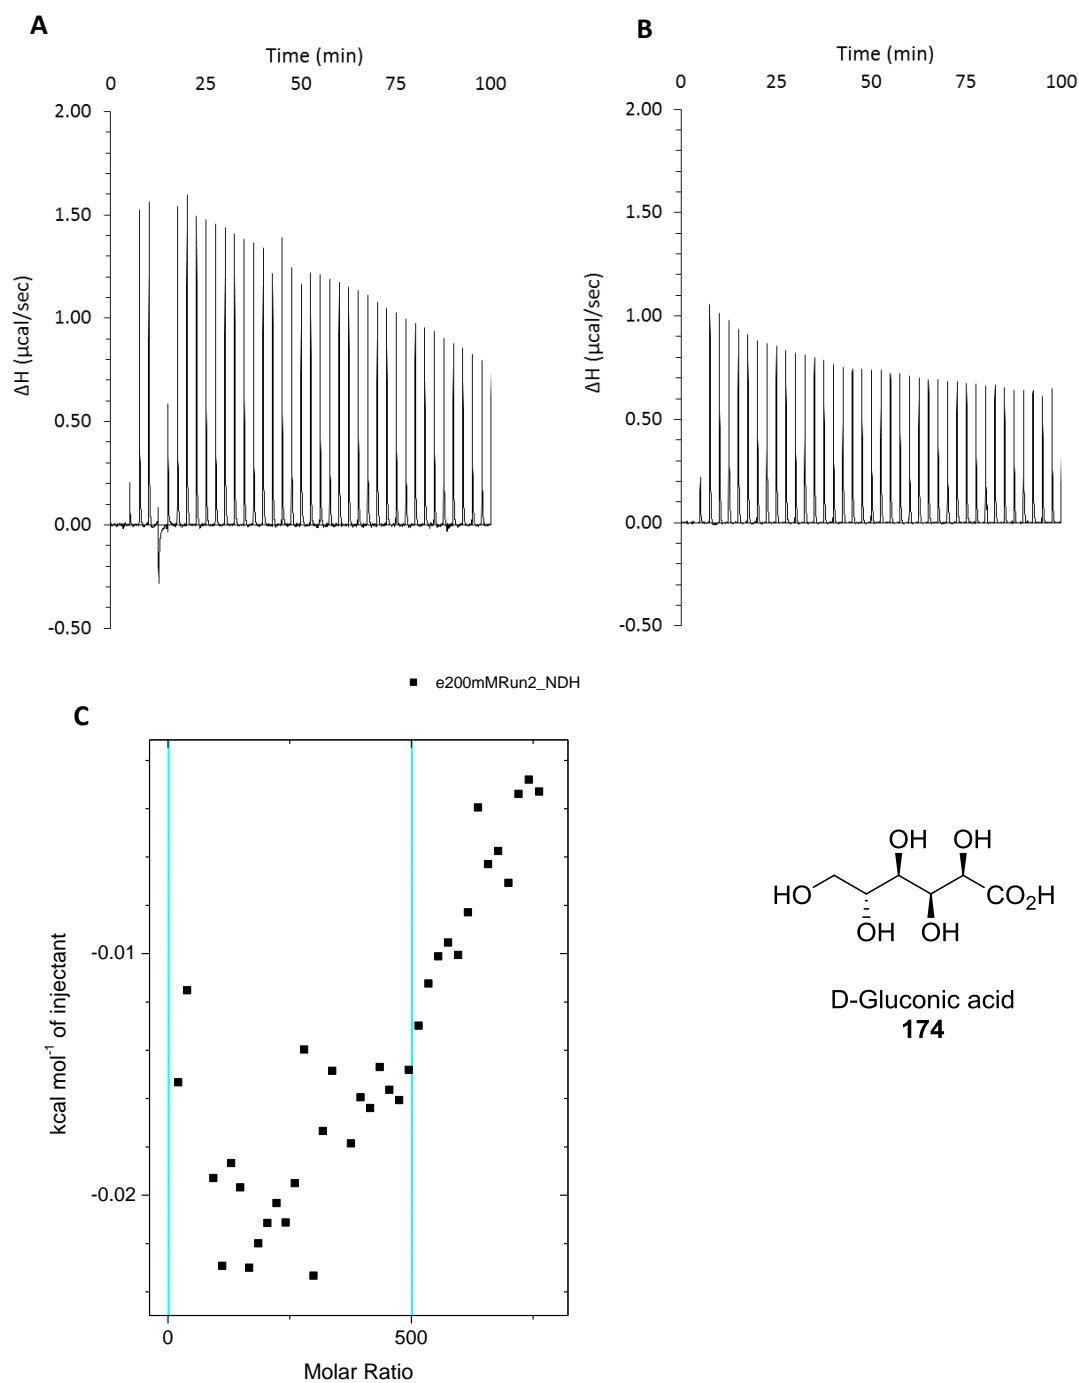 A
Time (min)
0 25 50 75 100
2.00
1.50
1.00
0.50
0.00
-0.50
ΔH (µcal/sec)
B
Time (min)
0 25 50 75 100
2.00
1.50
1.00
0.50
0.00
-0.50
ΔH (µcal/sec)
e200mMRun2_NDH
C
-0.01
-0.02
kcal mol⁻¹ of injectant
0 500
Molar Ratio
OH OH
HO CO₂H
OH OH
D-Gluconic acid
174